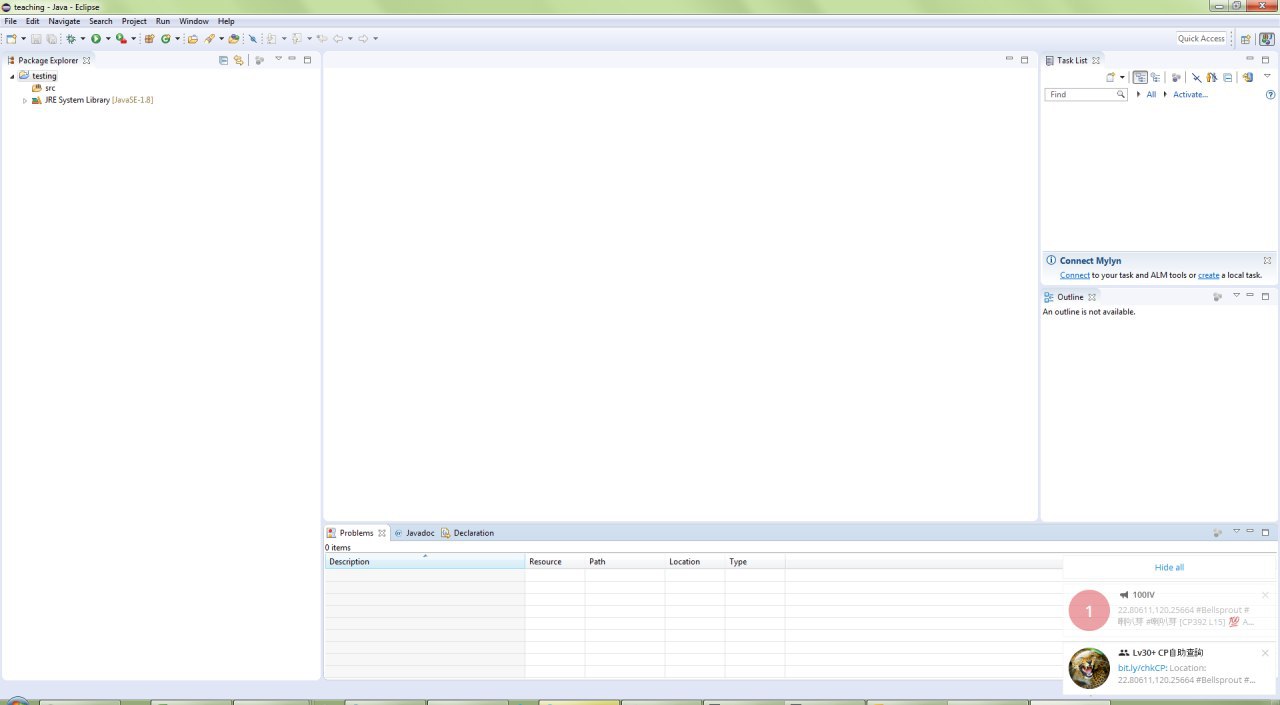 teaching - Java - Eclipse
File Edit Navigate Search Project Run Window Help
Quick Access
Package Explorer
testing
src
JRE System Library [JavaSE-1.8]
Task List
Find
All
Activate...
Connect Mylyn
Connect to your task and ALM tools or create a local task.
Outline
An outline is not available.
Problems Javadoc Declaration
0 items
Description Resource Path Location Type
Hide all
1
100IV
22.80611,120.25664 #Bellsprout #
喇叭芽 #喇叭芽 [CP392 L15] 💯 A...
Lv30+ CP自助查詢
bit.ly/chkCP: Location:
22.80611,120.25664 #Bellsprout #...